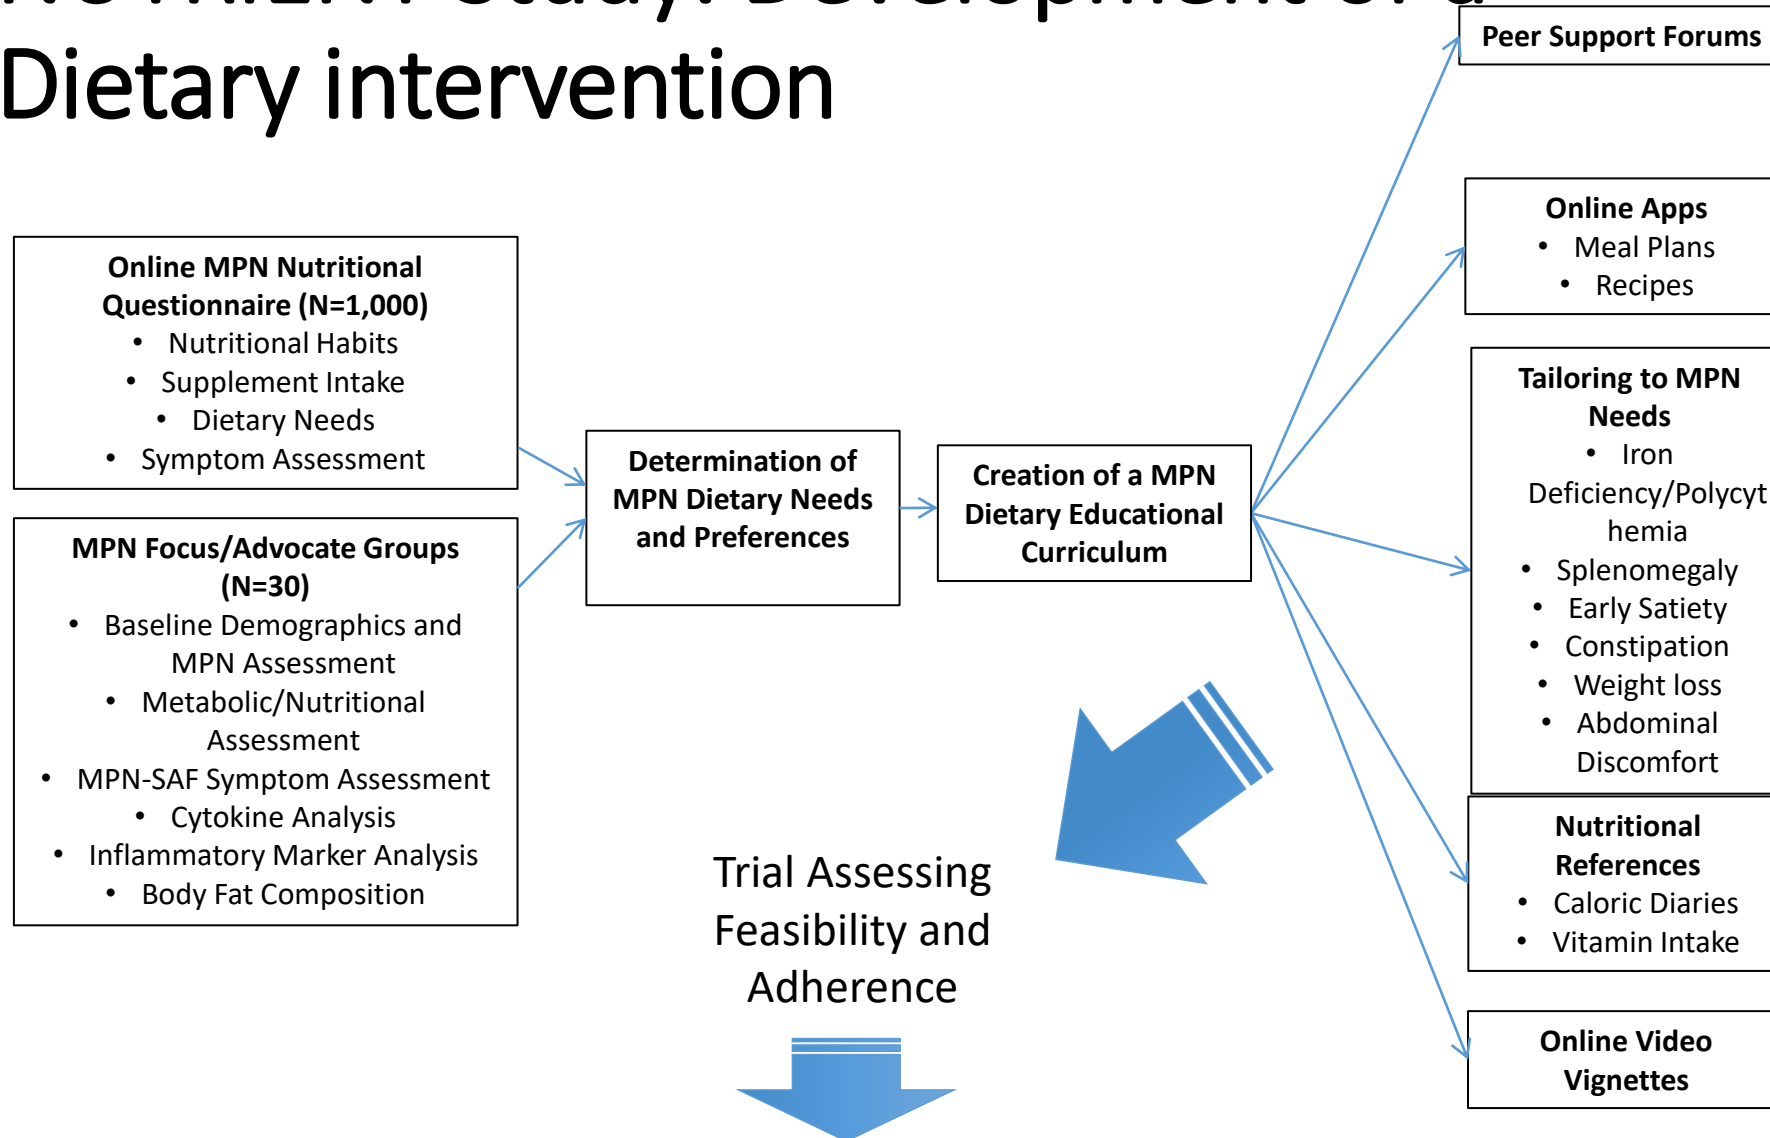 NUTRIENT Study: Development of a
Dietary intervention
Peer Support Forums
Online Apps
• Meal Plans
• Recipes
Online MPN Nutritional
Questionnaire (N=1,000)
• Nutritional Habits
• Supplement Intake
• Dietary Needs
• Symptom Assessment
MPN Focus/Advocate Groups
(N=30)
• Baseline Demographics and
MPN Assessment
• Metabolic/Nutritional
Assessment
• MPN-SAF Symptom Assessment
• Cytokine Analysis
• Inflammatory Marker Analysis
• Body Fat Composition
Determination of
MPN Dietary Needs
and Preferences
Creation of a MPN
Dietary Educational
Curriculum
Tailoring to MPN
Needs
• Iron
Deficiency/Polycyt
hemia
• Splenomegaly
• Early Satiety
• Constipation
• Weight loss
• Abdominal
Discomfort
Nutritional
References
• Caloric Diaries
• Vitamin Intake
Online Video
Vignettes
Trial Assessing
Feasibility and
Adherence